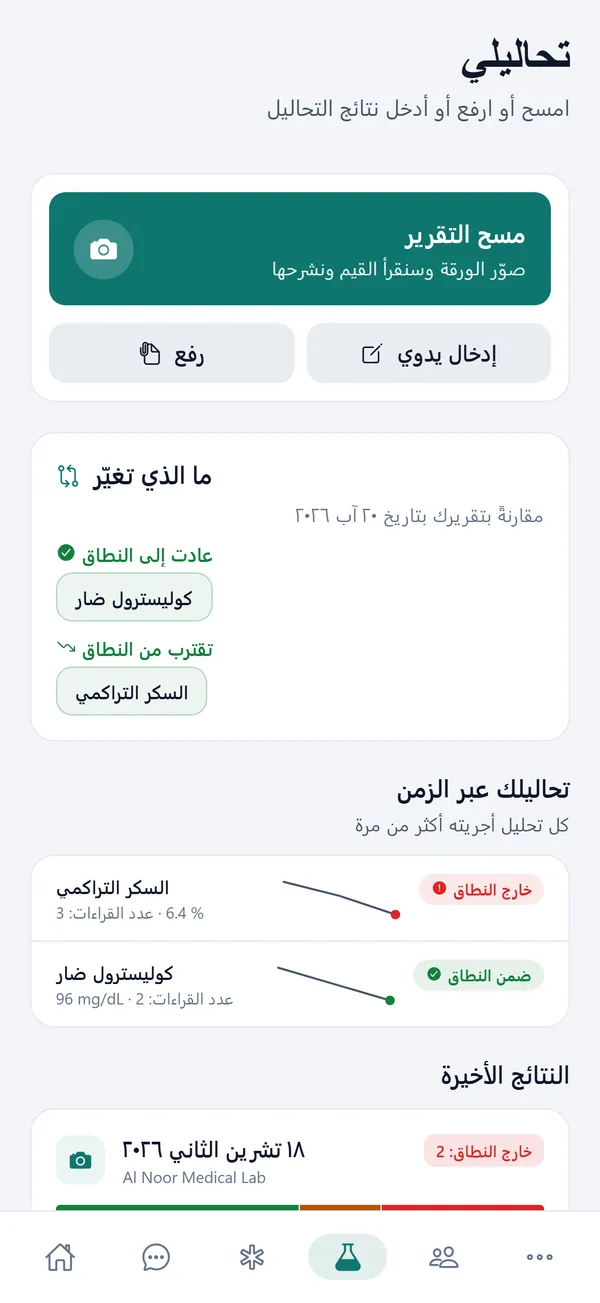 تحاليلي
امسح أو ارفع أو أدخل نتائج التحاليل
مسح التقرير
صوّر الورقة وسنقرأ القيم ونشرحها
إدخال يدوي
رفع
ما الذي تغيّر
مقارنةً بتقريرك بتاريخ ٢٠ آب ٢٠٢٦
عادت إلى النطاق
كوليسترول ضار
تقترب من النطاق
السكر التراكمي
تحاليلك عبر الزمن
كل تحليل أجريته أكثر من مرة
خارج النطاق
السكر التراكمي
6.4 % · عدد القراءات: 3
ضمن النطاق
كوليسترول ضار
96 mg/dL · عدد القراءات: 2
النتائج الأخيرة
خارج النطاق: 2
١٨ تشرين الثاني ٢٠٢٦
Al Noor Medical Lab